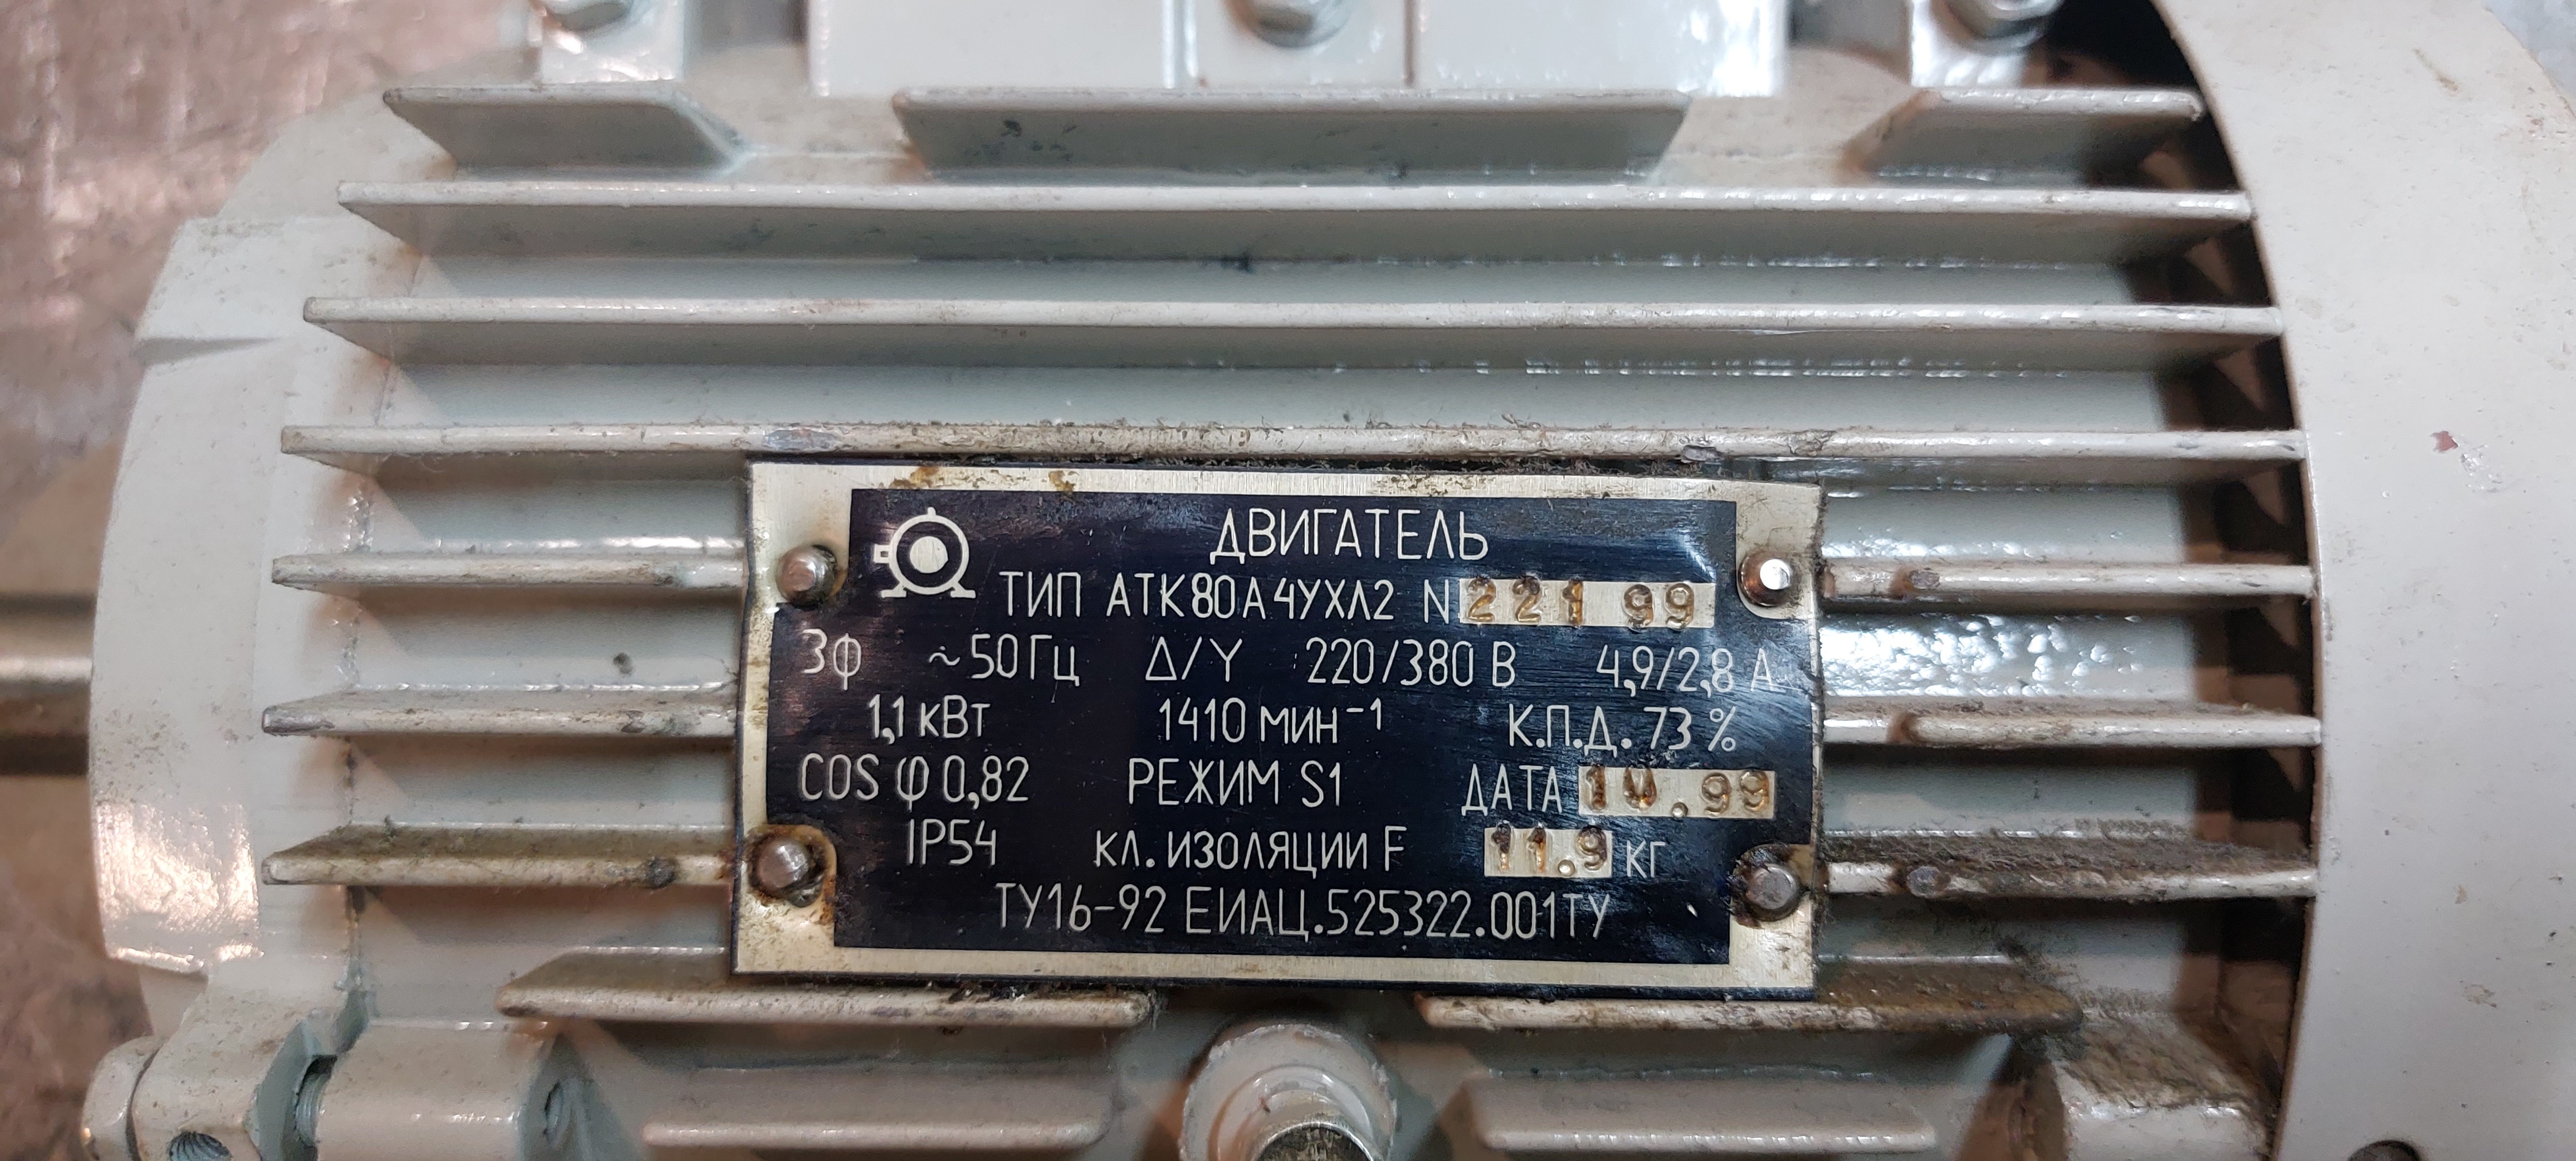 ДВИГАТЕЛЬ
ТИП АТК80А4УХЛ2 N 221 99
3ф ~50Гц Δ/Y 220/380 В 4,9/2,8 А
1,1 кВт 1410 мин⁻¹ К.П.Д. 73 %
COS φ 0,82 РЕЖИМ S1 ДАТА 10.99
IP54 КЛ. ИЗОЛЯЦИИ F 11.9 КГ
ТУ16-92 ЕИАЦ.525322.001ТУ